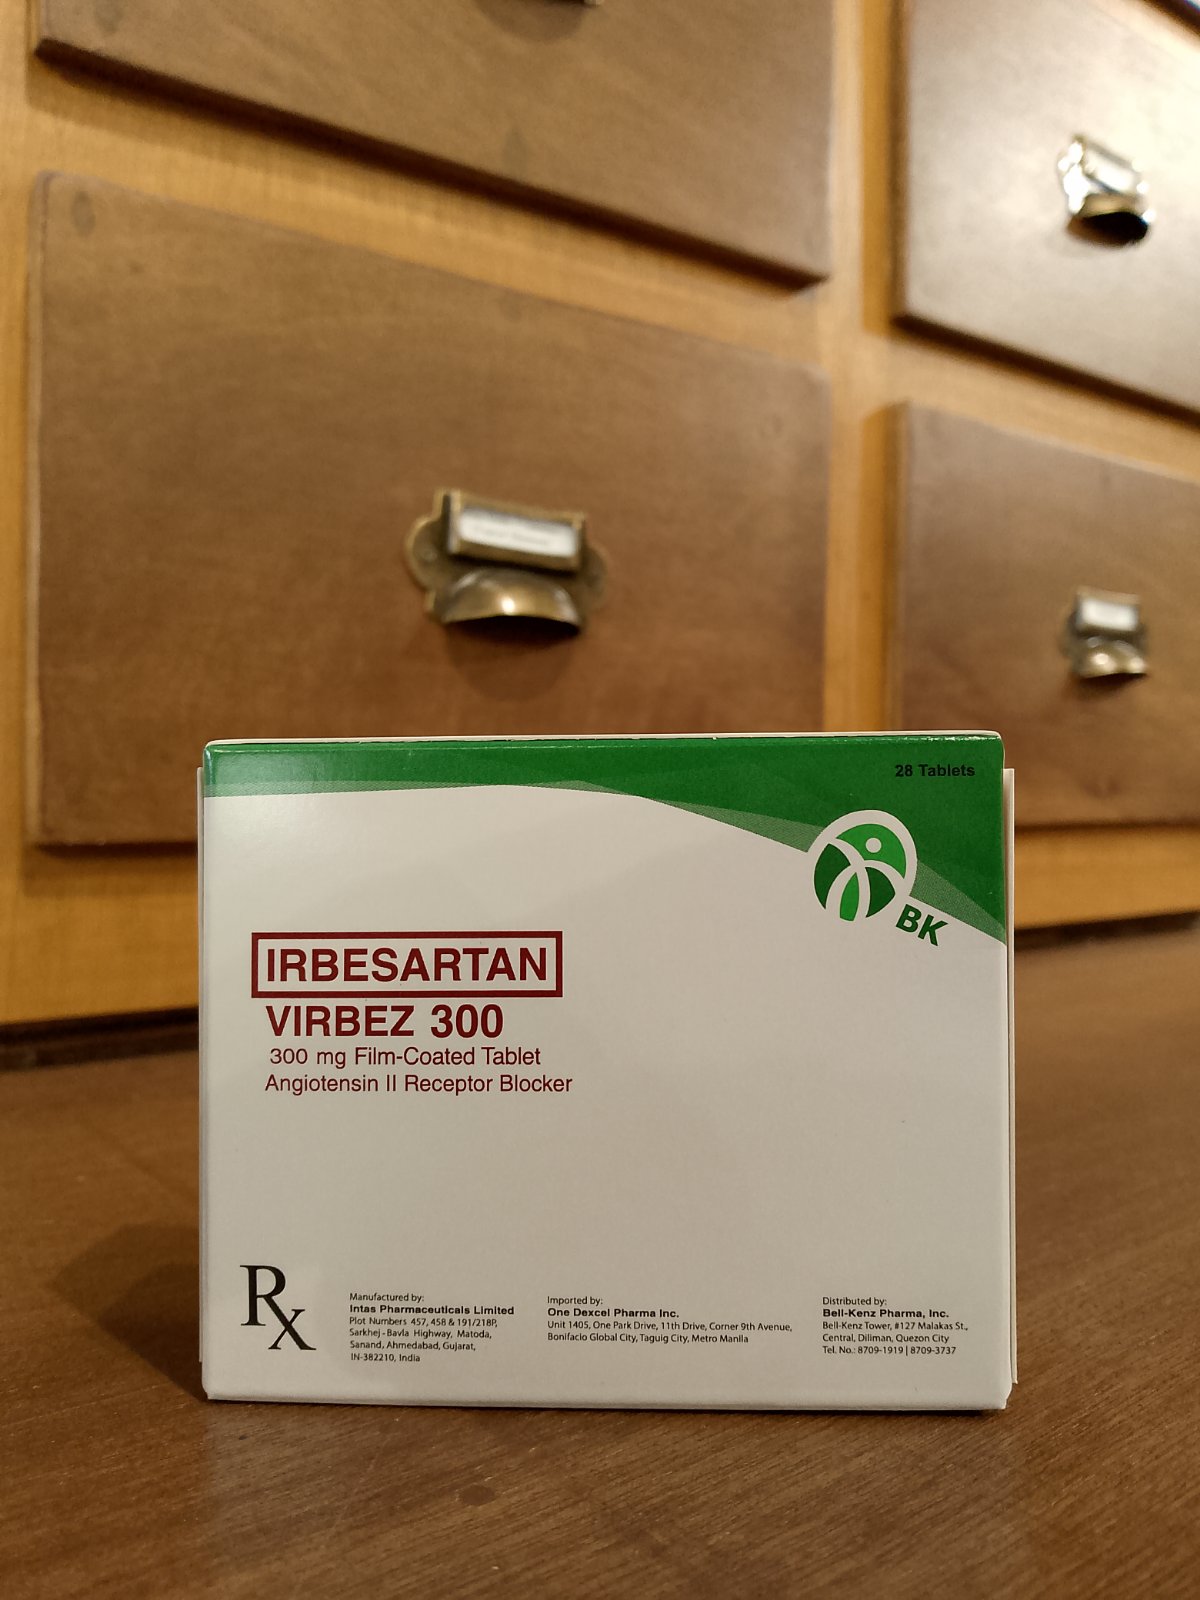 28 Tablets
BK
IRBESARTAN
VIRBEZ 300
300 mg Film-Coated Tablet
Angiotensin II Receptor Blocker
Rx
Manufactured by:
Intas Pharmaceuticals Limited
Plot Numbers 457, 458 & 191/218P,
Sarkhej - Bavla Highway, Matoda,
Sanand, Ahmedabad, Gujarat,
IN-382210, India
Imported by:
One Dexcel Pharma Inc.
Unit 1405, One Park Drive, 11th Drive, Corner 9th Avenue,
Bonifacio Global City, Taguig City, Metro Manila
Distributed by:
Bell-Kenz Pharma, Inc.
Bell-Kenz Tower, #127 Malakas St.,
Central, Diliman, Quezon City
Tel. No.: 8709-1919 | 8709-3737